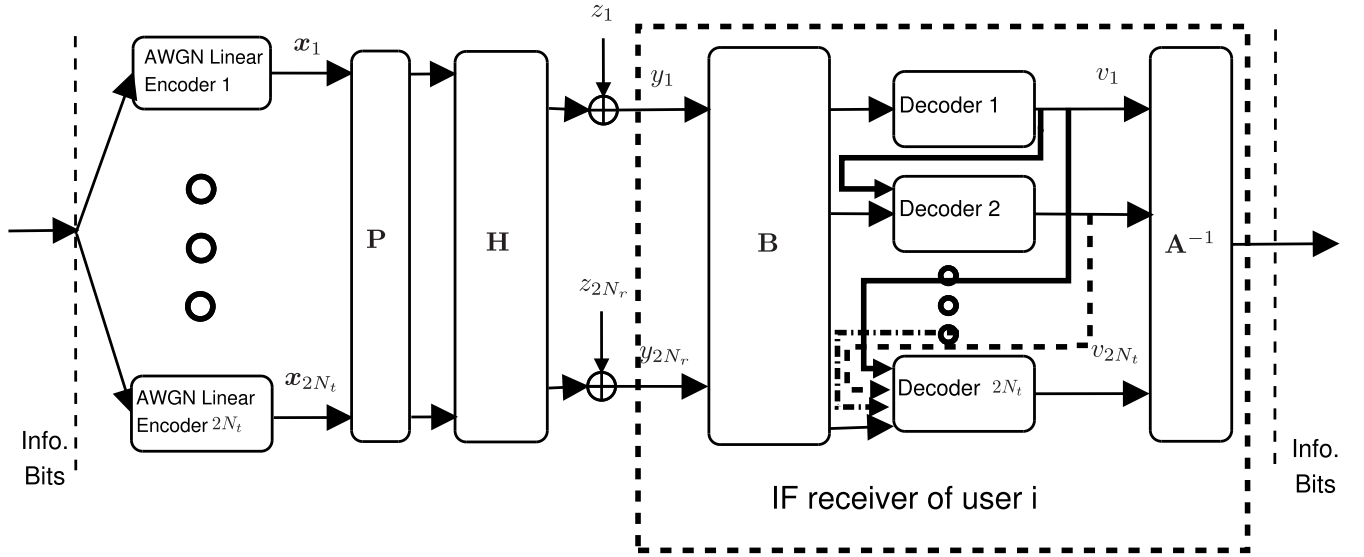 AWGN Linear
Encoder 1
x₁
P
H
z₁
y₁
B
Decoder 1
v₁
Decoder 2
A⁻¹
z₂Nᵣ
y₂Nᵣ
v₂Nₜ
AWGN Linear
Encoder 2Nₜ
x₂Nₜ
Decoder 2Nₜ
Info.
Bits
Info.
Bits
IF receiver of user i